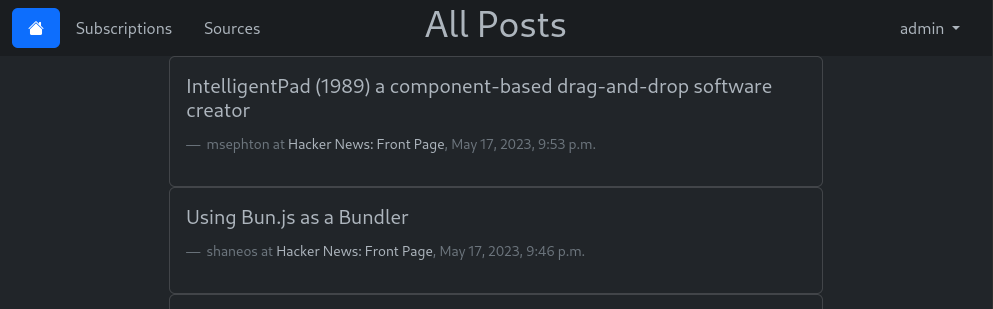 Subscriptions Sources All Posts admin
IntelligentPad (1989) a component-based drag-and-drop software
creator
— msephton at Hacker News: Front Page, May 17, 2023, 9:53 p.m.
Using Bun.js as a Bundler
— shaneos at Hacker News: Front Page, May 17, 2023, 9:46 p.m.